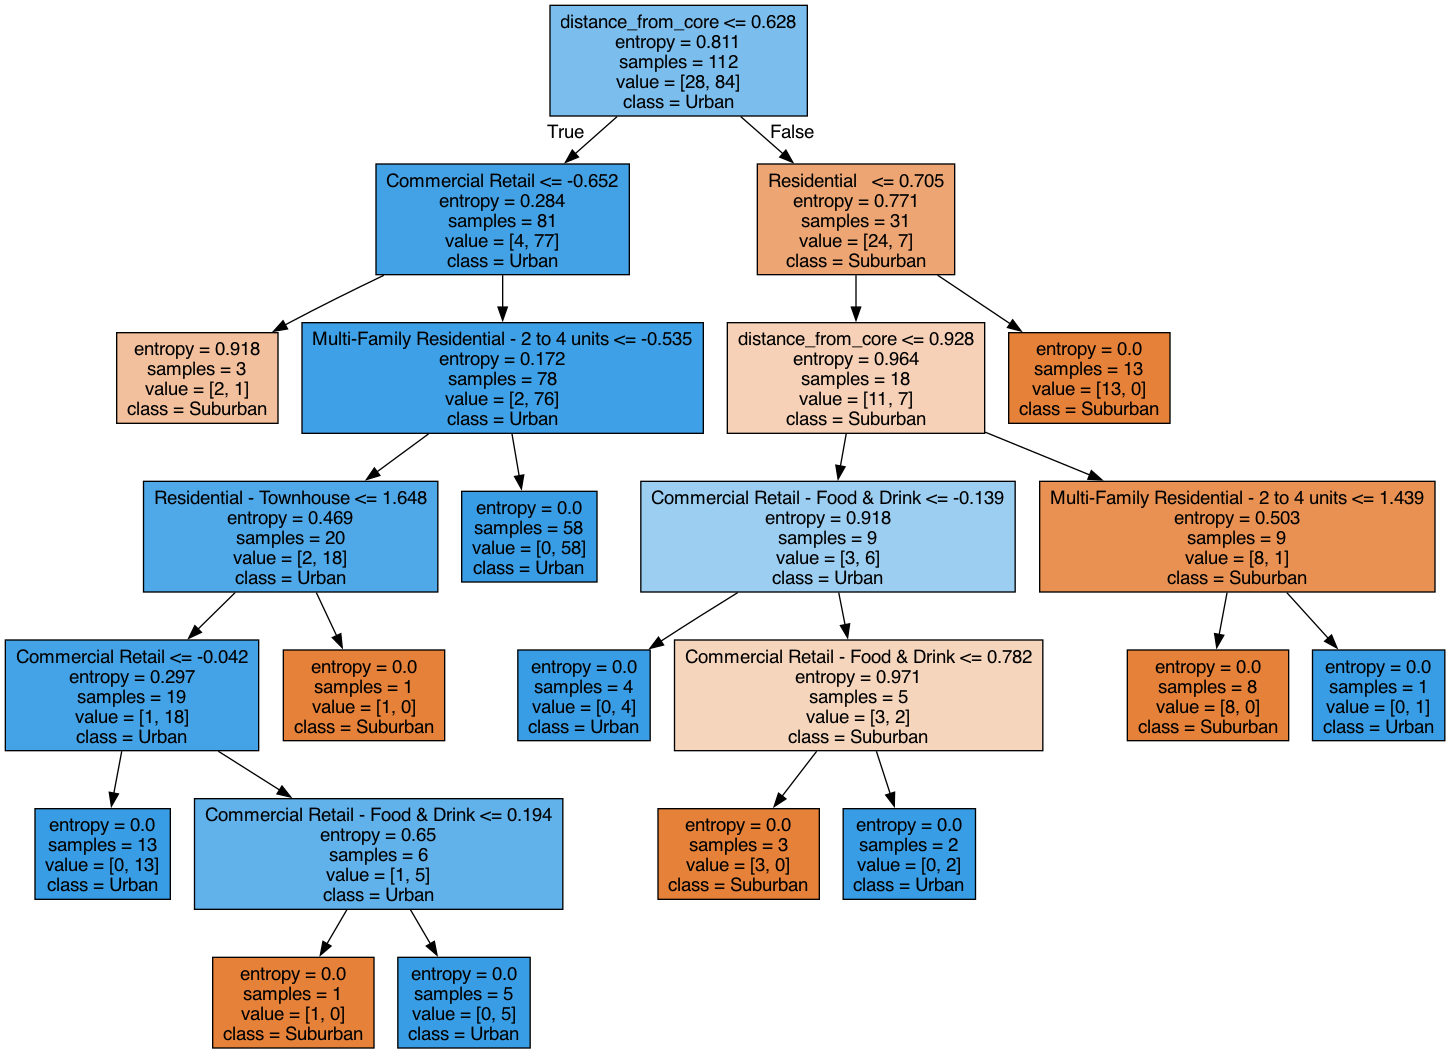 distance_from_core <= 0.628
entropy = 0.811
samples = 112
value = [28, 84]
class = Urban
True
False
Commercial Retail <= -0.652
entropy = 0.284
samples = 81
value = [4, 77]
class = Urban
Residential   <= 0.705
entropy = 0.771
samples = 31
value = [24, 7]
class = Suburban
entropy = 0.918
samples = 3
value = [2, 1]
class = Suburban
Multi-Family Residential - 2 to 4 units <= -0.535
entropy = 0.172
samples = 78
value = [2, 76]
class = Urban
distance_from_core <= 0.928
entropy = 0.964
samples = 18
value = [11, 7]
class = Suburban
entropy = 0.0
samples = 13
value = [13, 0]
class = Suburban
Residential - Townhouse <= 1.648
entropy = 0.469
samples = 20
value = [2, 18]
class = Urban
entropy = 0.0
samples = 58
value = [0, 58]
class = Urban
Commercial Retail - Food & Drink <= -0.139
entropy = 0.918
samples = 9
value = [3, 6]
class = Urban
Multi-Family Residential - 2 to 4 units <= 1.439
entropy = 0.503
samples = 9
value = [8, 1]
class = Suburban
Commercial Retail <= -0.042
entropy = 0.297
samples = 19
value = [1, 18]
class = Urban
entropy = 0.0
samples = 1
value = [1, 0]
class = Suburban
entropy = 0.0
samples = 4
value = [0, 4]
class = Urban
Commercial Retail - Food & Drink <= 0.782
entropy = 0.971
samples = 5
value = [3, 2]
class = Suburban
entropy = 0.0
samples = 8
value = [8, 0]
class = Suburban
entropy = 0.0
samples = 1
value = [0, 1]
class = Urban
entropy = 0.0
samples = 13
value = [0, 13]
class = Urban
Commercial Retail - Food & Drink <= 0.194
entropy = 0.65
samples = 6
value = [1, 5]
class = Urban
entropy = 0.0
samples = 3
value = [3, 0]
class = Suburban
entropy = 0.0
samples = 2
value = [0, 2]
class = Urban
entropy = 0.0
samples = 1
value = [1, 0]
class = Suburban
entropy = 0.0
samples = 5
value = [0, 5]
class = Urban